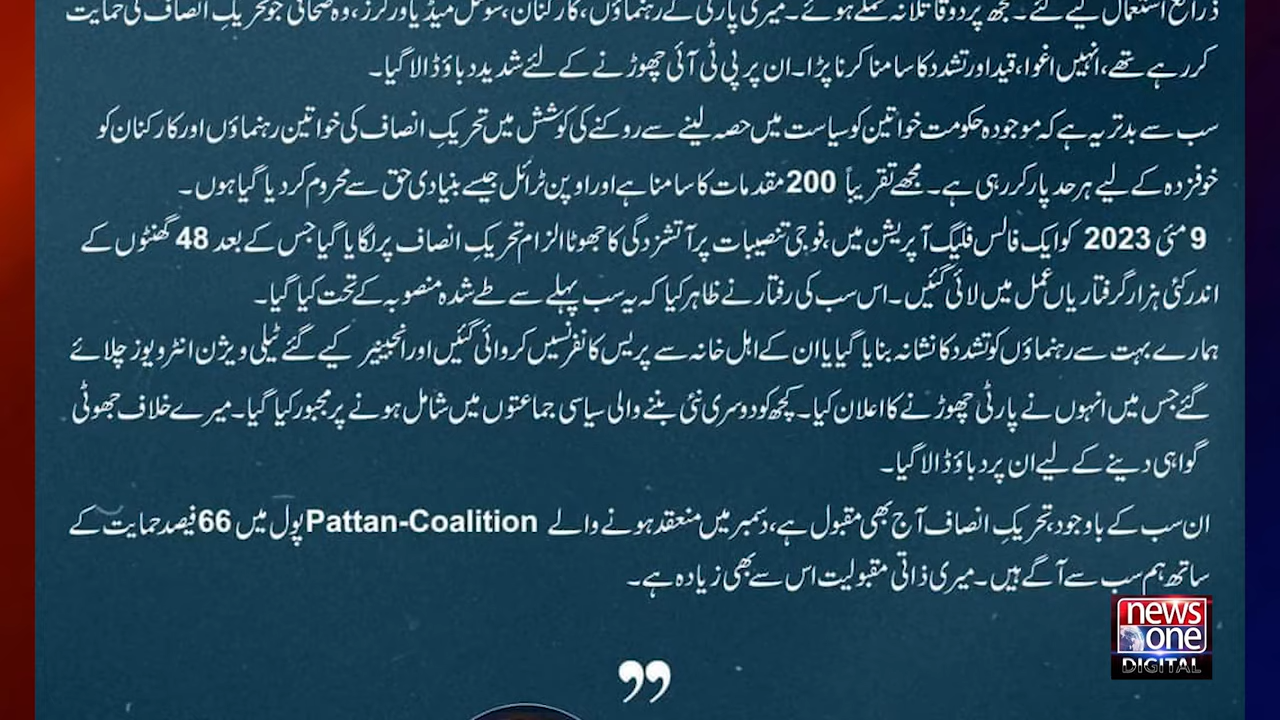 ذرائع استعمال کیے گئے۔ مجھ پر دو قاتلانہ حملے ہوئے۔ میری پارٹی کے رہنماؤں، کارکنان، سوشل میڈیا ورکرز، وہ صحافی جو تحریکِ انصاف کی حمایت
کر رہے تھے، انہیں اغوا، قید اور تشدد کا سامنا کرنا پڑا۔ ان پر پی ٹی آئی چھوڑنے کے لئے شدید دباؤ ڈالا گیا۔
سب سے بدتر یہ ہے کہ موجودہ حکومت خواتین کو سیاست میں حصہ لینے سے روکنے کی کوشش میں تحریکِ انصاف کی خواتین رہنماؤں اور کارکنان کو
خوفزدہ کے لیے ہر حد پار کر رہی ہے۔ مجھے تقریباً 200 مقدمات کا سامنا ہے اور اوپن ٹرائل جیسے بنیادی حق سے محروم کر دیا گیا ہوں۔
9 مئی 2023 کو ایک فالس فلیگ آپریشن میں، فوجی تنصیبات پر آتشزدگی کا جھوٹا الزام تحریکِ انصاف پر لگایا گیا جس کے بعد 48 گھنٹوں کے
اندر کئی ہزار گرفتاریاں عمل میں لائی گئیں۔ اس سب کی رفتار نے ظاہر کیا کہ یہ سب پہلے سے طے شدہ منصوبہ کے تحت کیا گیا۔
ہمارے بہت سے رہنماؤں کو تشدد کا نشانہ بنایا گیا یا ان کے اہل خانہ سے پریس کانفرنسیں کروائی گئیں اور انجینیئر کیے گئے ٹیلی ویژن انٹرویوز چلائے
گئے جس میں انہوں نے پارٹی چھوڑنے کا اعلان کیا۔ کچھ کو دوسری نئی بننے والی سیاسی جماعتوں میں شامل ہونے پر مجبور کیا گیا۔ میرے خلاف جھوٹی
گواہی دینے کے لیے ان پر دباؤ ڈالا گیا۔
ان سب کے باوجود، تحریکِ انصاف آج بھی مقبول ہے، دسمبر میں منعقد ہونے والے Pattan-Coalition پول میں 66 فیصد حمایت کے
ساتھ ہم سب سے آگے ہیں۔ میری ذاتی مقبولیت اس سے بھی زیادہ ہے۔
”
news
one
DIGITAL